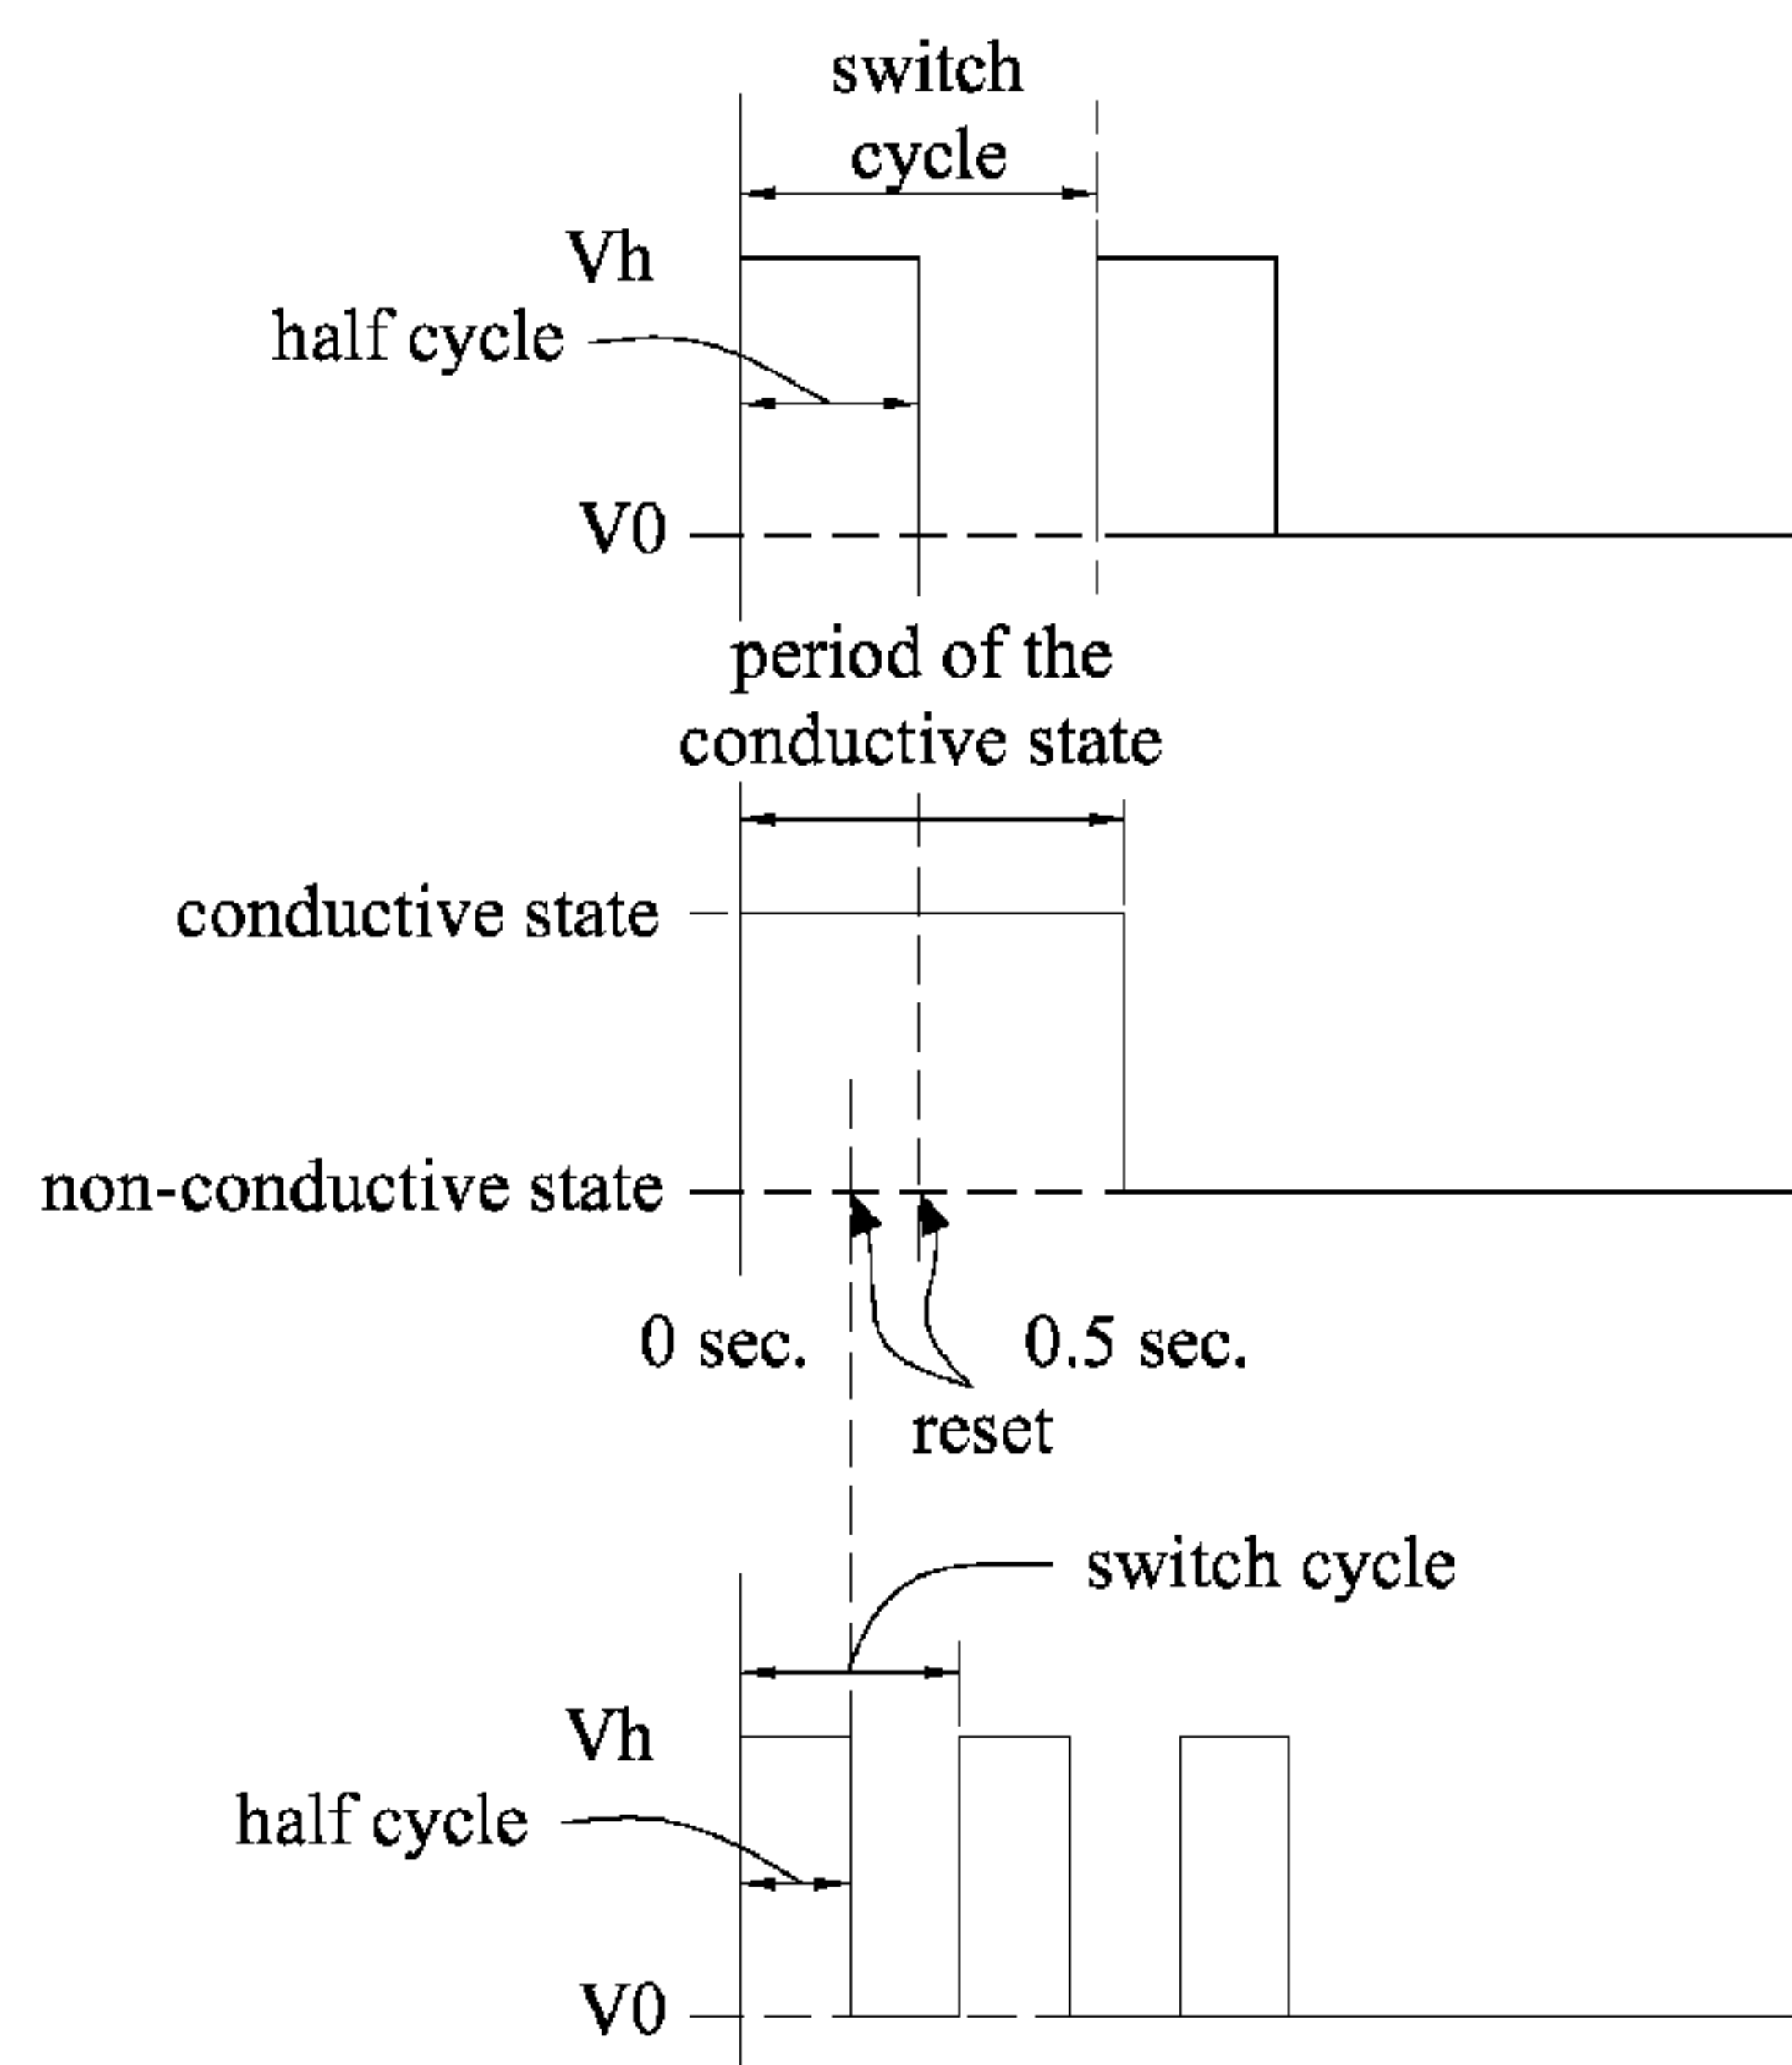 switch
cycle
Vh
half cycle
V0
period of the
conductive state
conductive state
non-conductive state
0 sec.
0.5 sec.
reset
switch cycle
Vh
half cycle
V0